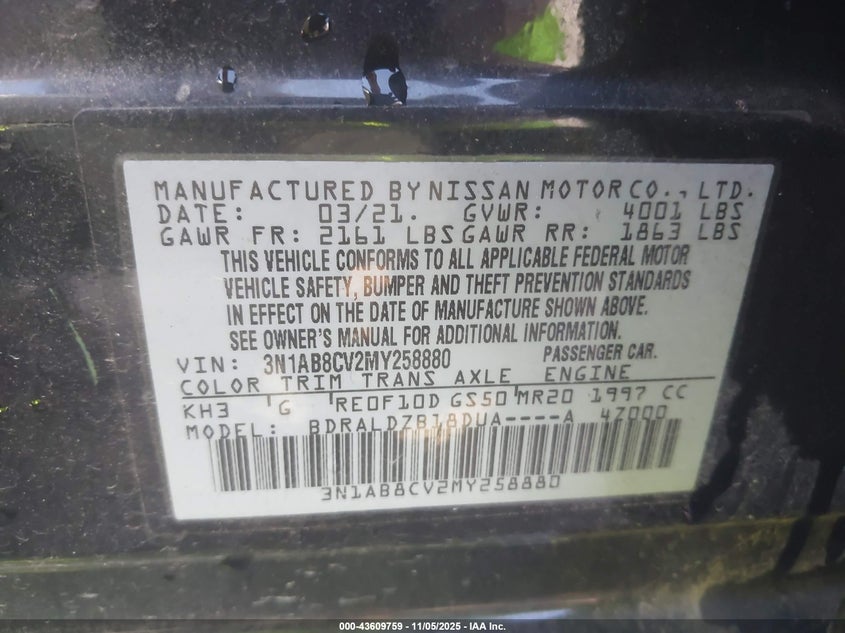 MANUFACTURED BY NISSAN MOTOR CO., LTD.
DATE: 03/21. GVWR: 4001 LBS
GAWR FR: 2161 LBS GAWR RR: 1863 LBS
THIS VEHICLE CONFORMS TO ALL APPLICABLE FEDERAL MOTOR
VEHICLE SAFETY, BUMPER AND THEFT PREVENTION STANDARDS
IN EFFECT ON THE DATE OF MANUFACTURE SHOWN ABOVE.
SEE OWNER'S MANUAL FOR ADDITIONAL INFORMATION.
VIN: 3N1AB8CV2MY258880 PASSENGER CAR.
COLOR TRIM TRANS AXLE ENGINE
KH3 G RE0F10D GS50 MR20 1997 CC
MODEL: BDRALDZB18DUA----A 4Z000
3N1AB8CV2MY258880
000-43609759 - 11/05/2025 - IAA Inc.